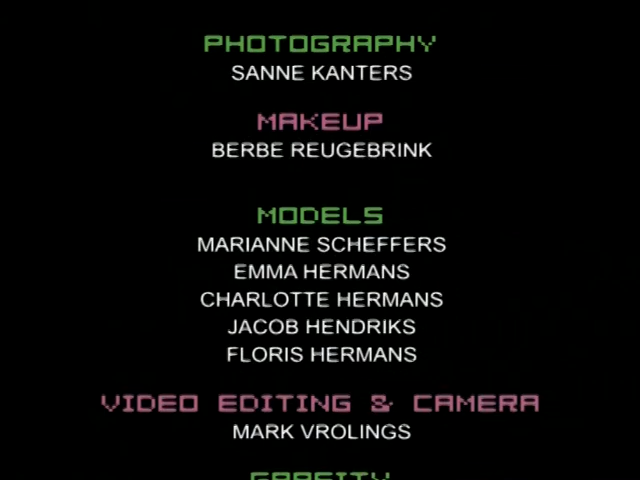 PHOTOGRAPHY
SANNE KANTERS
MAKEUP
BERBE REUGEBRINK
MODELS
MARIANNE SCHEFFERS
EMMA HERMANS
CHARLOTTE HERMANS
JACOB HENDRIKS
FLORIS HERMANS
VIDEO EDITING & CAMERA
MARK VROLINGS